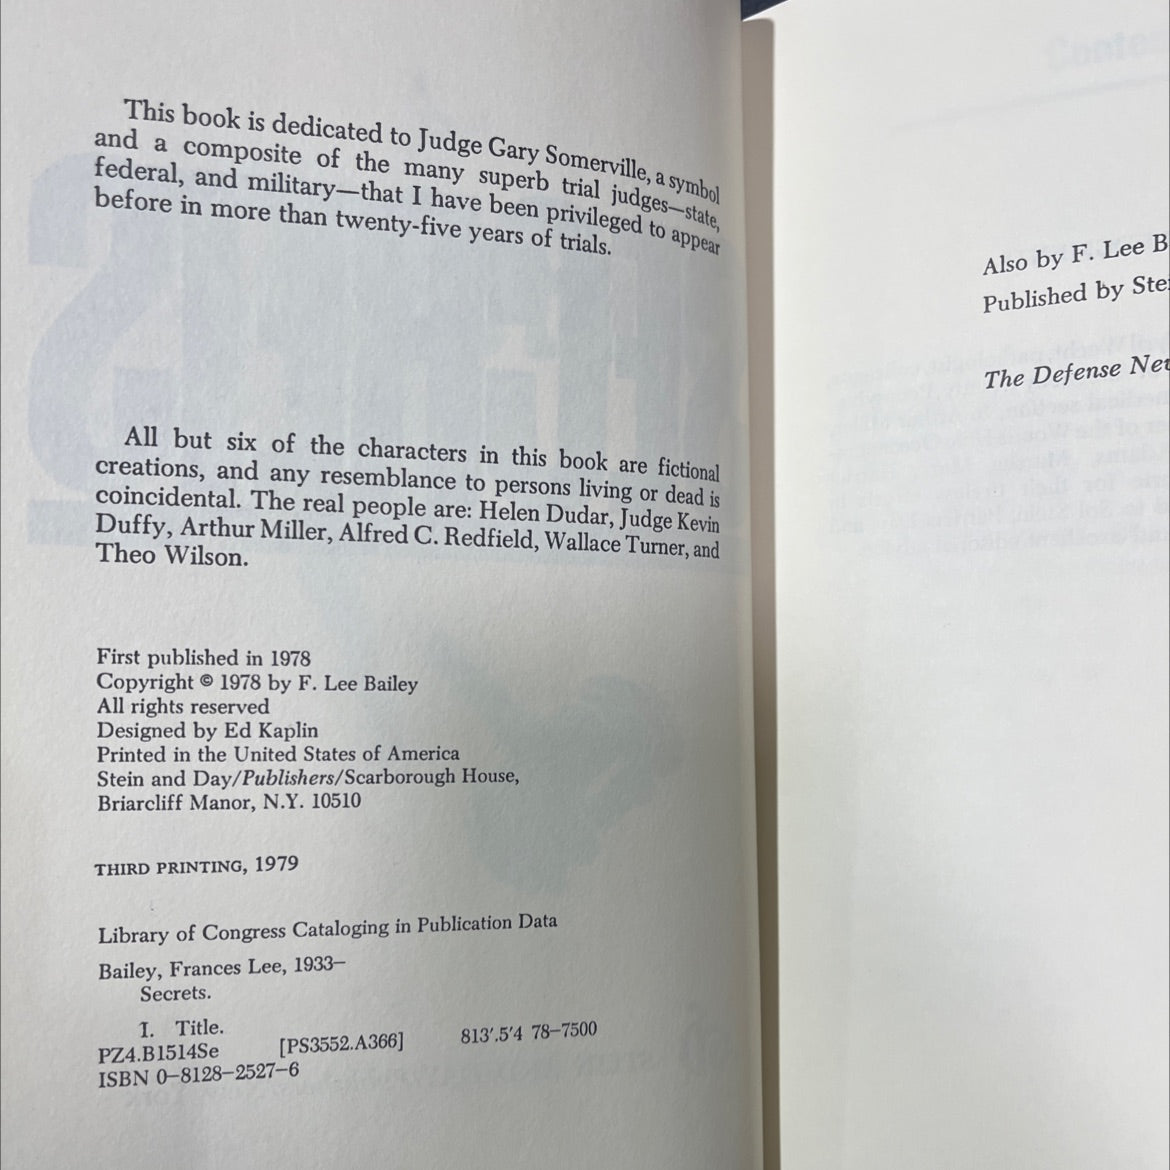 This book is dedicated to Judge Gary Somerville, a symbol
and a composite of the many superb trial judges—state,
federal, and military—that I have been privileged to appear
before in more than twenty-five years of trials.
All but six of the characters in this book are fictional
creations, and any resemblance to persons living or dead is
coincidental. The real people are: Helen Dudar, Judge Kevin
Duffy, Arthur Miller, Alfred C. Redfield, Wallace Turner, and
Theo Wilson.
First published in 1978
Copyright © 1978 by F. Lee Bailey
All rights reserved
Designed by Ed Kaplin
Printed in the United States of America
Stein and Day/Publishers/Scarborough House,
Briarcliff Manor, N.Y. 10510
THIRD PRINTING, 1979
Library of Congress Cataloging in Publication Data
Bailey, Frances Lee, 1933–
Secrets.
I. Title.
PZ4.B1514Se [PS3552.A366] 813'.5'4 78–7500
ISBN 0–8128–2527–6
Also by F. Lee B
Published by Ste
The Defense Nev